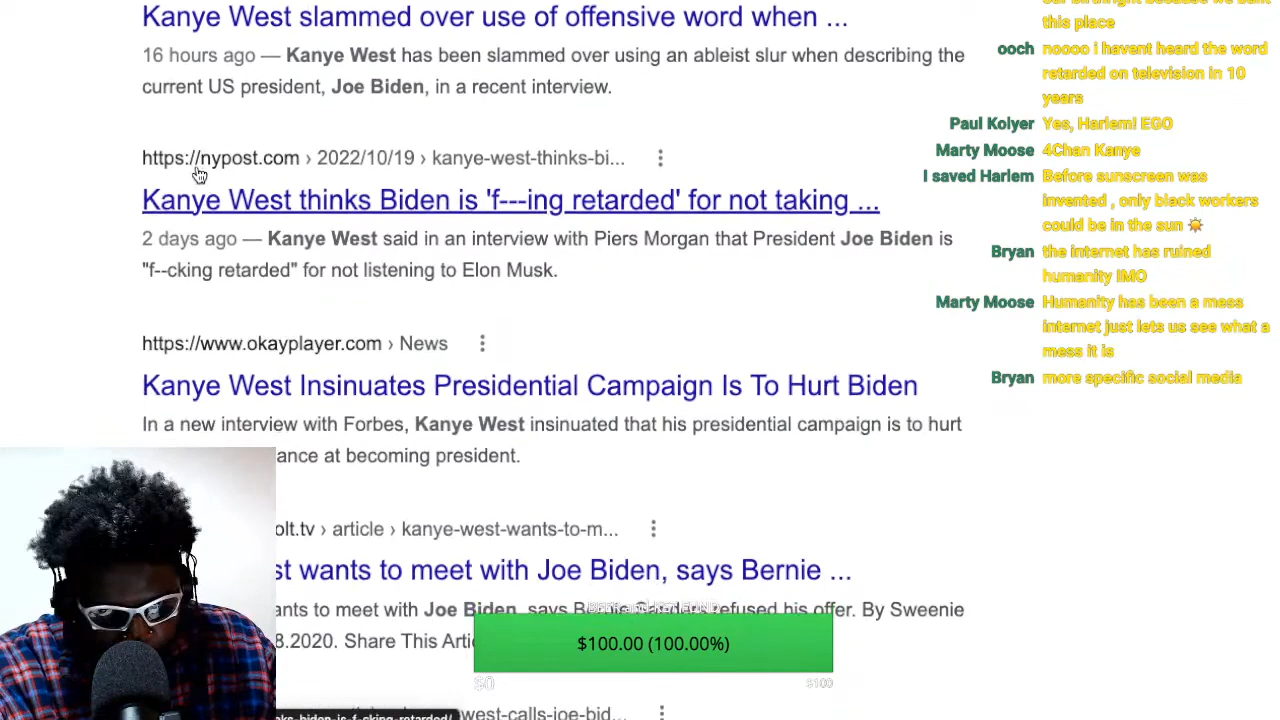 Kanye West slammed over use of offensive word when ...
16 hours ago — Kanye West has been slammed over using an ableist slur when describing the
current US president, Joe Biden, in a recent interview.
https://nypost.com › 2022/10/19 › kanye-west-thinks-bi...
Kanye West thinks Biden is 'f---ing retarded' for not taking ...
2 days ago — Kanye West said in an interview with Piers Morgan that President Joe Biden is
"f--cking retarded" for not listening to Elon Musk.
https://www.okayplayer.com › News
Kanye West Insinuates Presidential Campaign Is To Hurt Biden
In a new interview with Forbes, Kanye West insinuated that his presidential campaign is to hurt
ance at becoming president.
olt.tv › article › kanye-west-wants-to-m...
st wants to meet with Joe Biden, says Bernie ...
ants to meet with Joe Biden, says Bernie Sanders refused his offer. By Sweenie
8.2020. Share This Artic
$100.00 (100.00%)
$0
$100
west-calls-joe-bid...
this place
ooch noooo i havent heard the word
retarded on television in 10
years
Paul Kolyer Yes, Harlem! EGO
Marty Moose 4Chan Kanye
I saved Harlem Before sunscreen was
invented , only black workers
could be in the sun
Bryan the internet has ruined
humanity IMO
Marty Moose Humanity has been a mess
internet just lets us see what a
mess it is
Bryan more specific social media